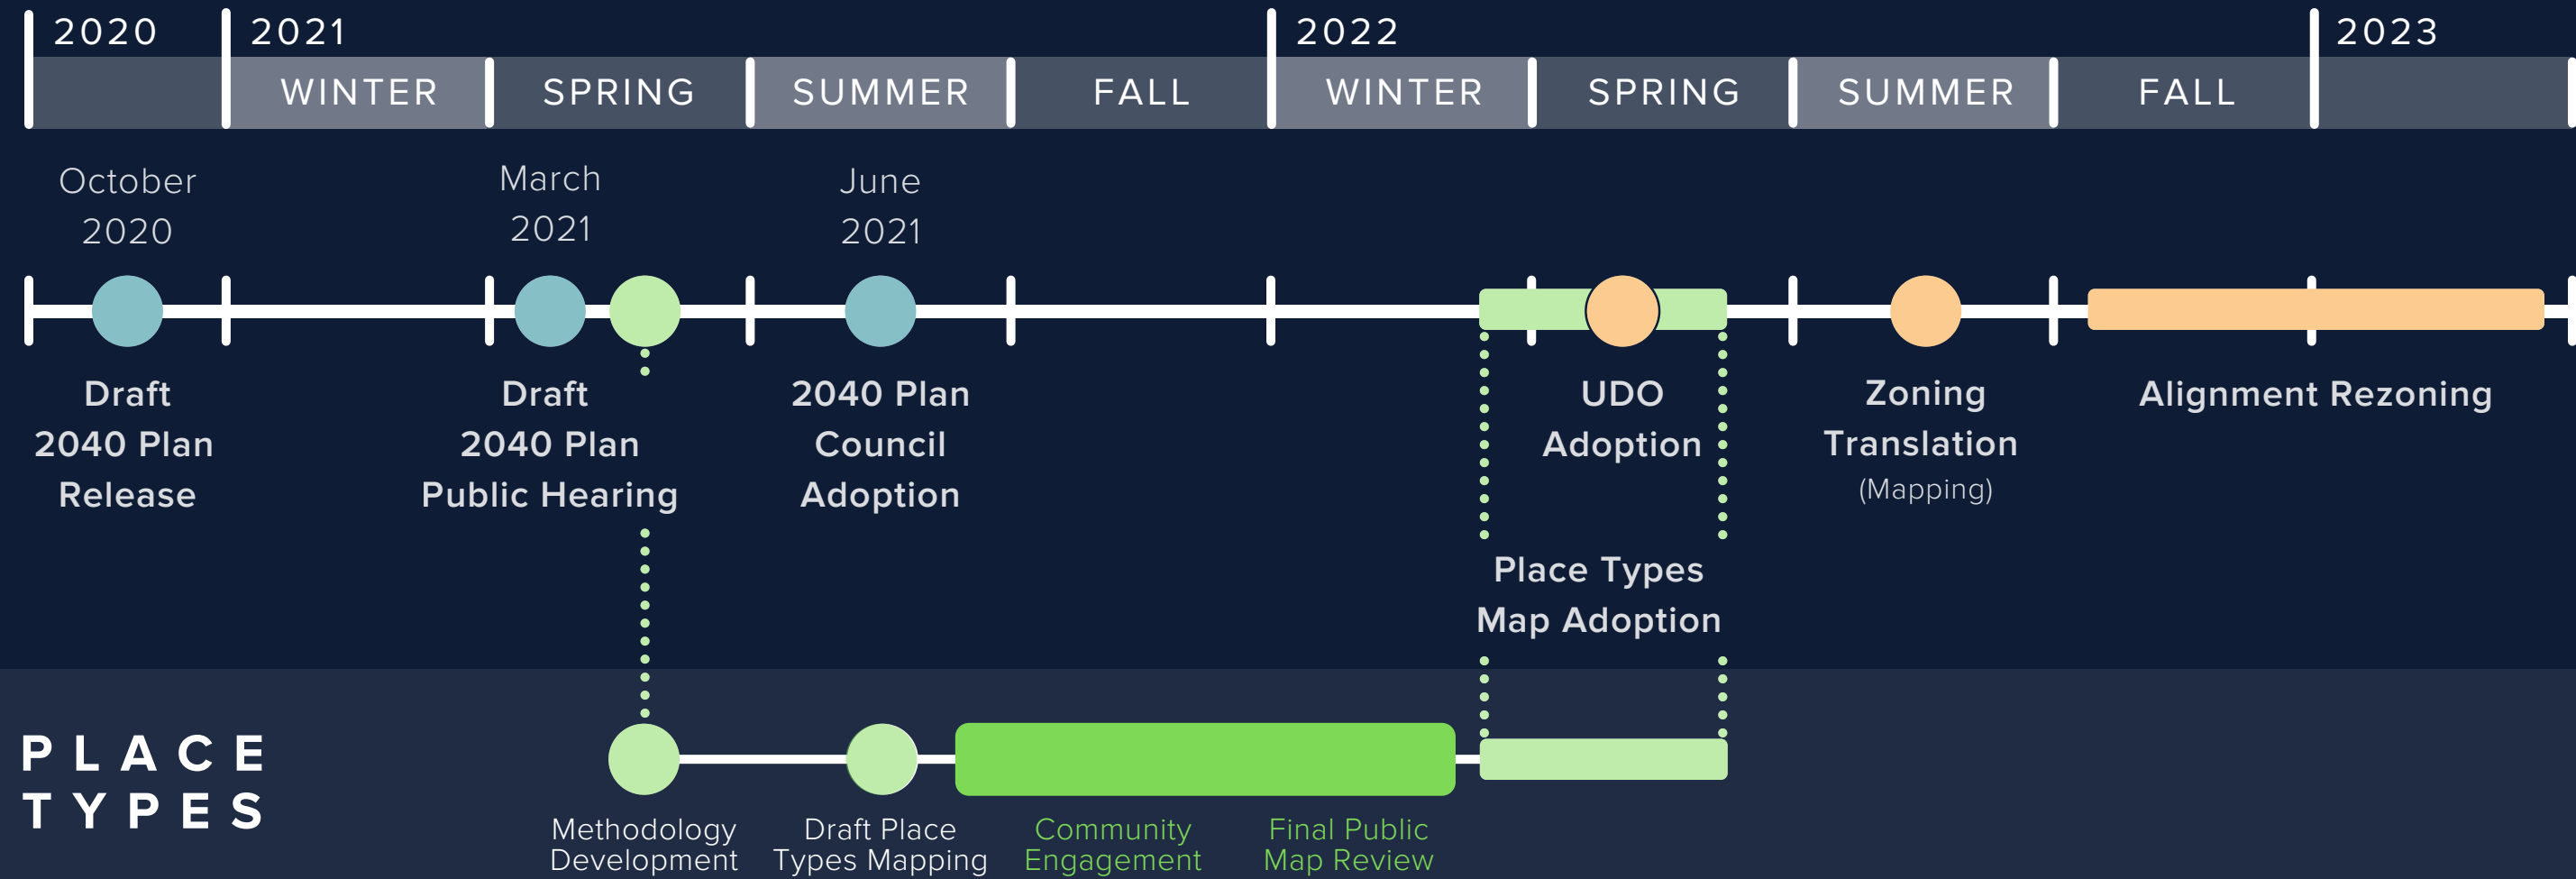 2020
2021
2022
2023
WINTER
SPRING
SUMMER
FALL
WINTER
SPRING
SUMMER
FALL
October
2020
March
2021
June
2021
Draft
2040 Plan
Release
Draft
2040 Plan
Public Hearing
2040 Plan
Council
Adoption
UDO
Adoption
Zoning
Translation
(Mapping)
Alignment Rezoning
Place Types
Map Adoption
PLACE
TYPES
Methodology
Development
Draft Place
Types Mapping
Community
Engagement
Final Public
Map Review